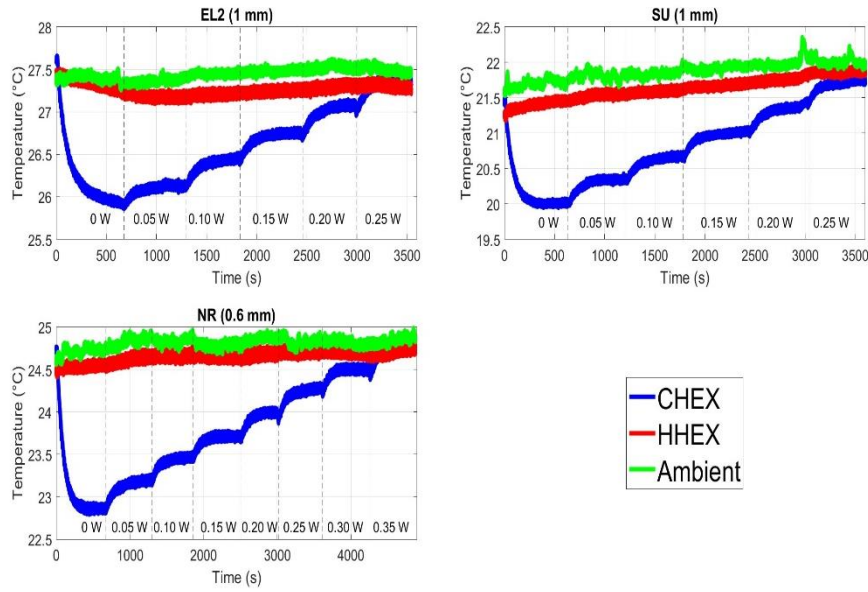 EL2 (1 mm)
28
27.5
27
26.5
26
25.5
Temperature (°C)
0 W 0.05 W 0.10 W 0.15 W 0.20 W 0.25 W
0 500 1000 1500 2000 2500 3000 3500
Time (s)
SU (1 mm)
22.5
22
21.5
21
20.5
20
19.5
Temperature (°C)
0 W 0.05 W 0.10 W 0.15 W 0.20 W 0.25 W
0 500 1000 1500 2000 2500 3000 3500
Time (s)
NR (0.6 mm)
25
24.5
24
23.5
23
22.5
Temperature (°C)
0 W 0.05 W 0.10 W 0.15 W 0.20 W 0.25 W 0.30 W 0.35 W
0 1000 2000 3000 4000
Time (s)
CHEX
HHEX
Ambient